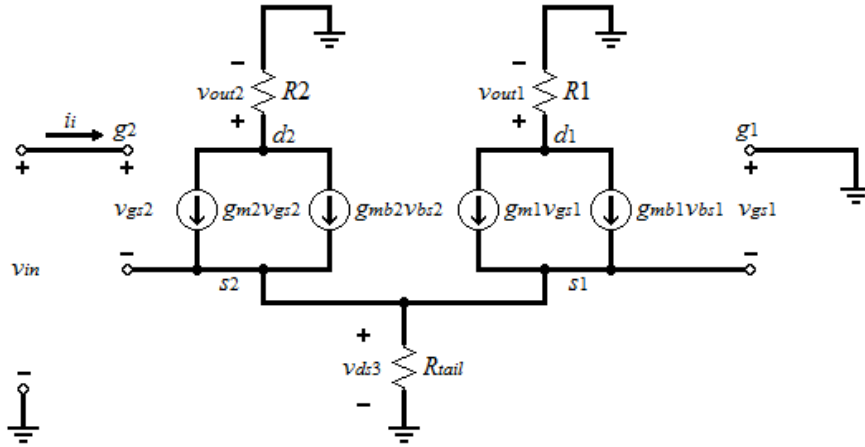 − −
vout2 R2 vout1 R1
+ +
ii g2 d2 d1 g1
+ + +
vgs2 gm2vgs2 gmb2vbs2 gm1vgs1 gmb1vbs1 vgs1
− −
vin s2 s1
+
vds3 Rtail
− −